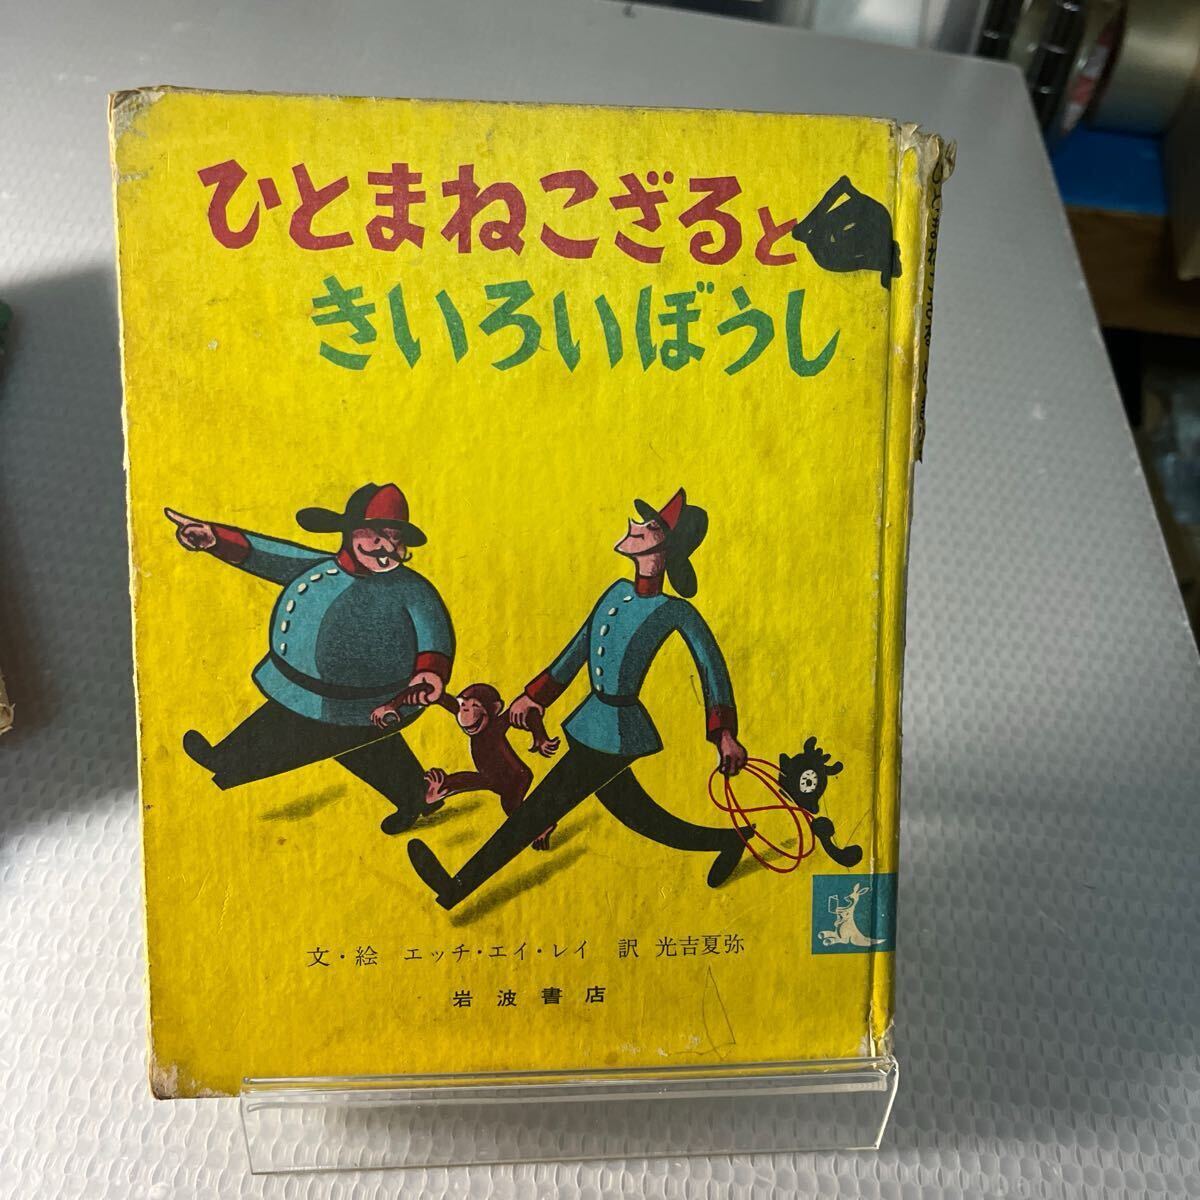 ひとまねこざると
きいろいぼうし
文・絵 エッチ・エイ・レイ 訳 光吉夏弥
岩波書店